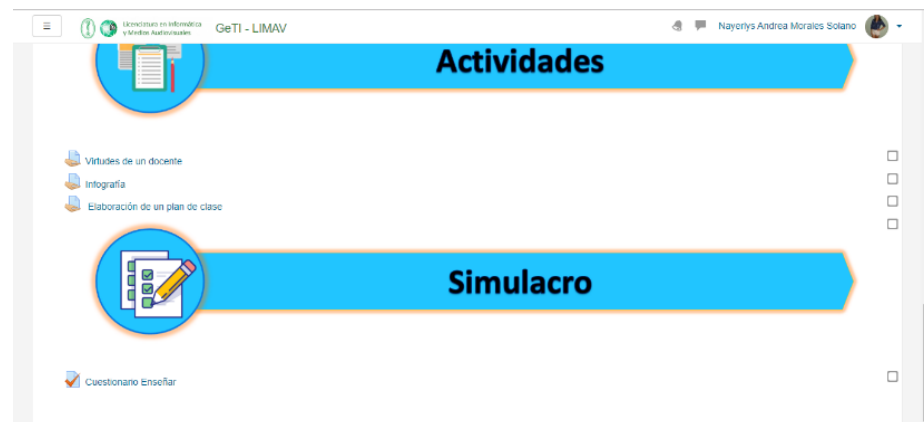 Licenciatura en Informática
y Medios Audiovisuales
GeTI - LIMAV
Nayerlys Andrea Morales Solano
Actividades
Virtudes de un docente
Infografía
Elaboración de un plan de clase
Simulacro
Cuestionario Enseñar